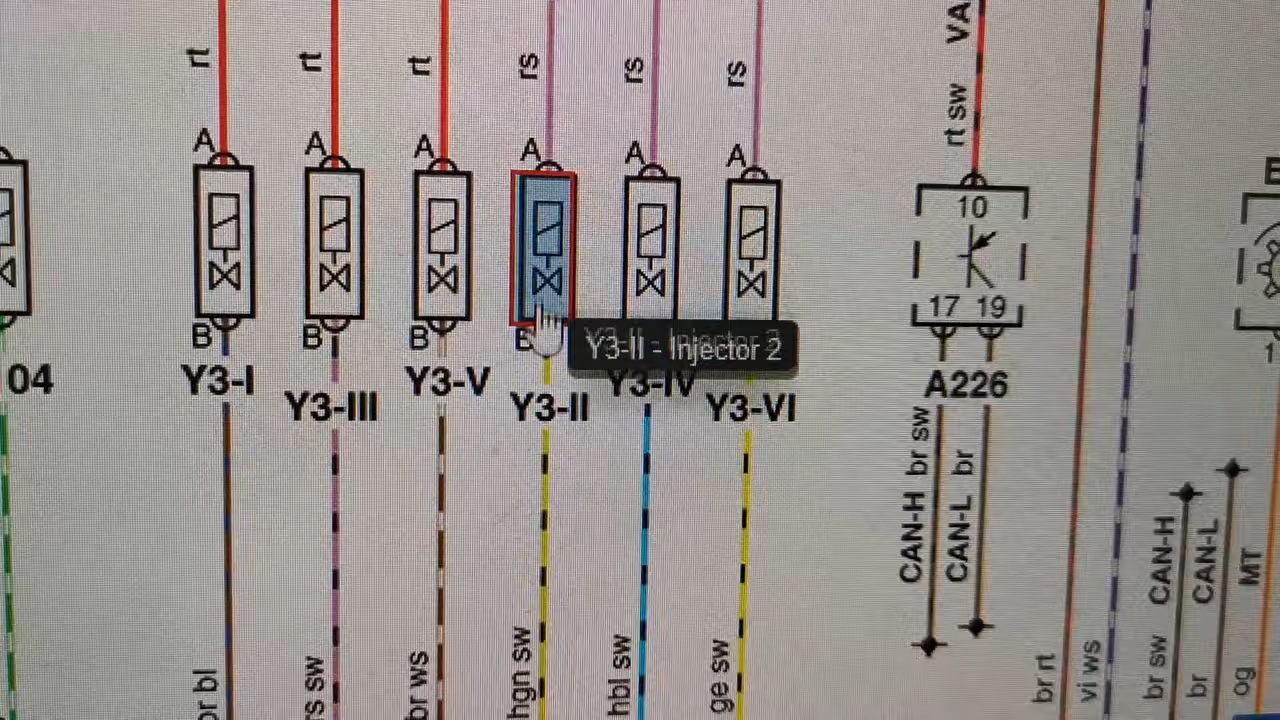 rt
rt
rt
rs
rs
rs
rt sw VA
A
A
A
A
A
A
10
17 19
B
B
B
Y3-II - Injector 2
04
Y3-I
Y3-III
Y3-V
Y3-II
Y3-IV
Y3-VI
A226
CAN-H br sw
CAN-L br
br bl
rs sw
br ws
hgn sw
hbl sw
ge sw
br rt
vi ws
br sw CAN-H
br CAN-L
og MT
1